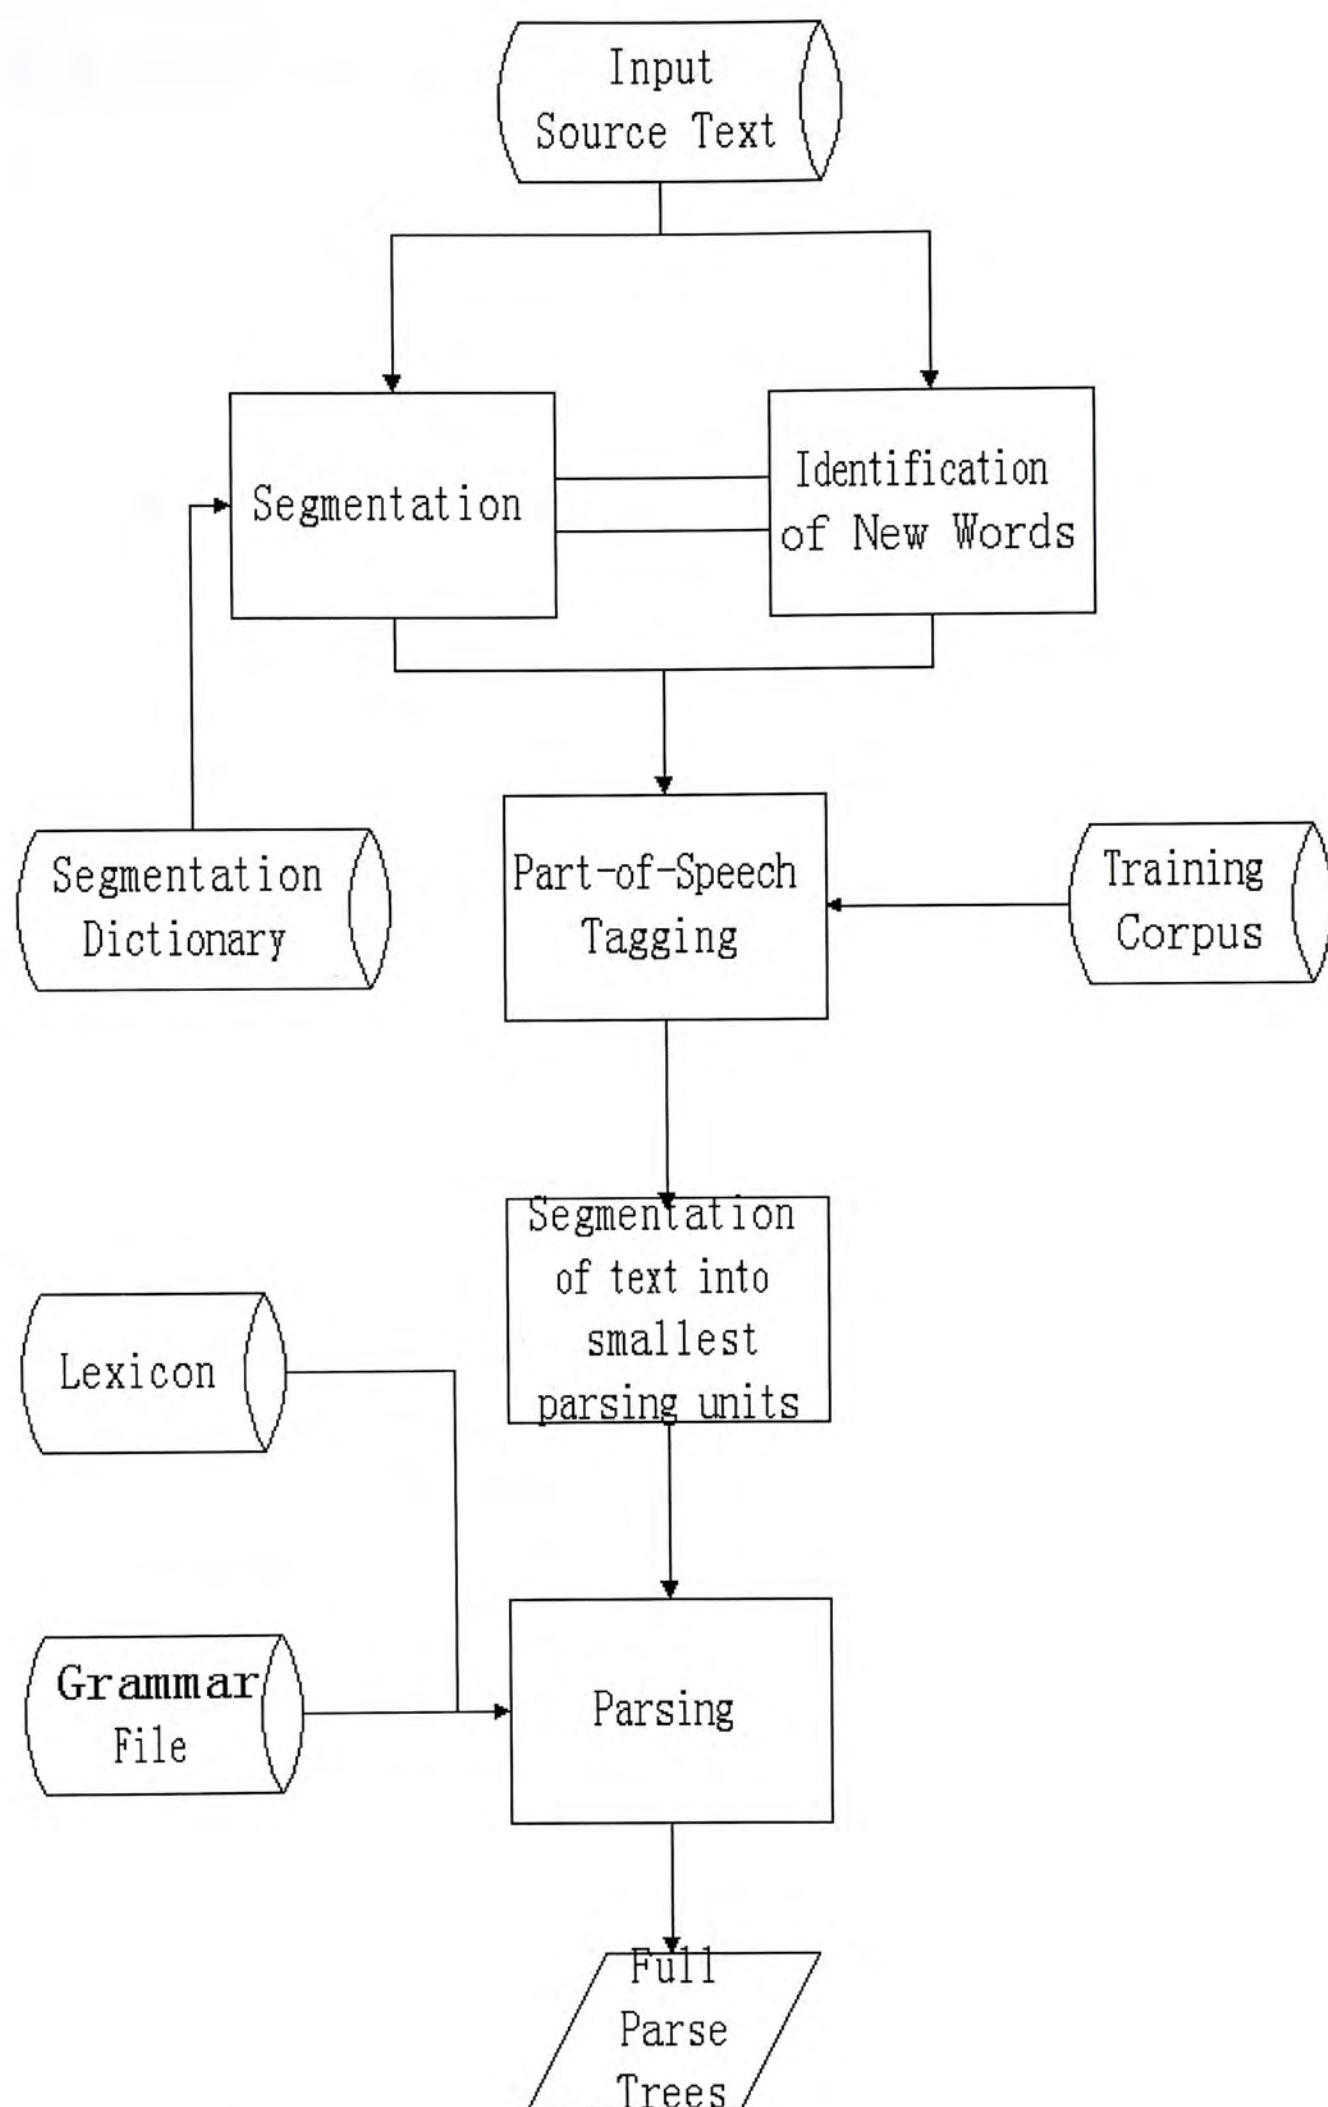 Input
Source Text
Segmentation
Identification
of New Words
Segmentation
Dictionary
Part-of-Speech
Tagging
Training
Corpus
Segmentation
of text into
smallest
parsing units
Lexicon
Grammar
File
Parsing
Full
Parse
Trees